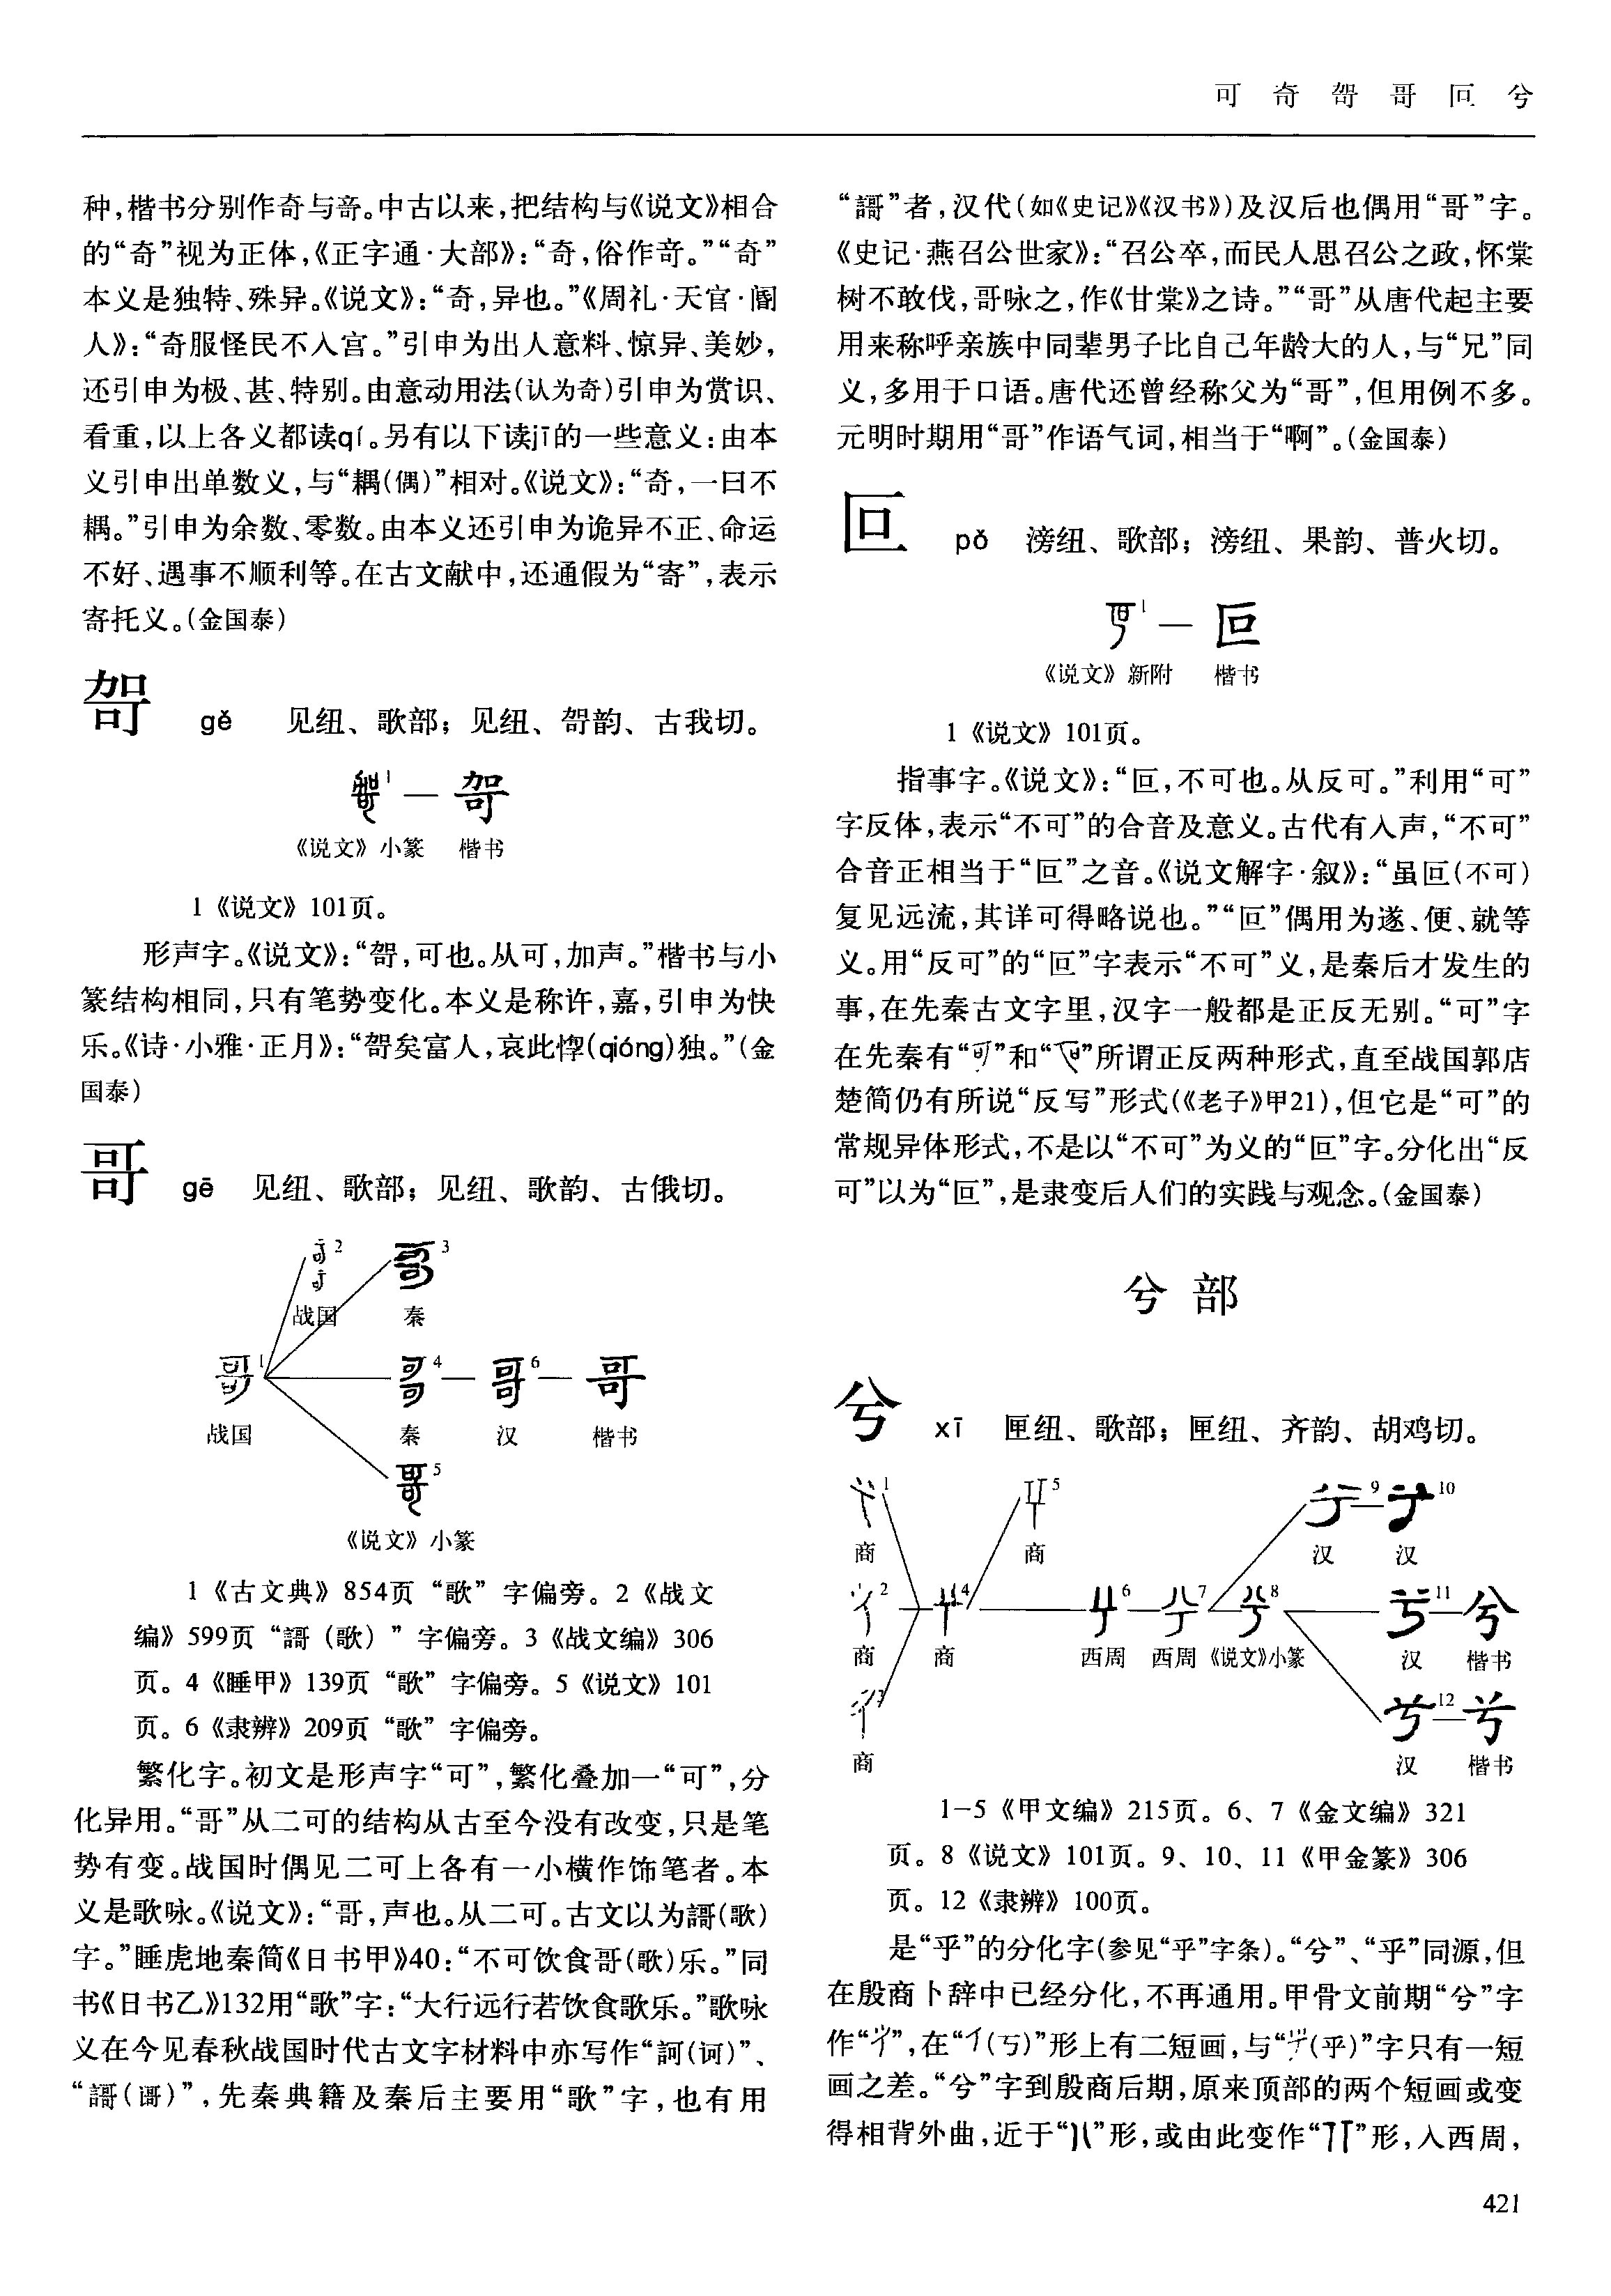 可 奇 哿 哥 叵 兮
种,楷书分别作奇与竒。中古以来,把结构与《说文》相合
的“奇”视为正体,《正字通·大部》:“奇,俗作竒。”“奇”
本义是独特、殊异。《说文》:“奇,异也。”《周礼·天官·阍
人》:“奇服怪民不入宫。”引申为出人意料、惊异、美妙,
还引申为极、甚、特别。由意动用法(认为奇)引申为赏识、
看重,以上各义都读qí。另有以下读jī的一些意义:由本
义引申出单数义,与“耦(偶)”相对。《说文》:“奇,一曰不
耦。”引申为余数、零数。由本义还引申为诡异不正、命运
不好、遇事不顺利等。在古文献中,还通假为“寄”,表示
寄托义。(金国泰)
哿 gě 见纽、歌部;见纽、哿韵、古我切。
1 — 哿
《说文》小篆 楷书
1《说文》101页。
形声字。《说文》:“哿,可也。从可,加声。”楷书与小
篆结构相同,只有笔势变化。本义是称许,嘉,引申为快
乐。《诗·小雅·正月》:“哿矣富人,哀此惸(qióng)独。”(金
国泰)
哥 gē 见纽、歌部;见纽、歌韵、古俄切。
2 3
战国 秦
哥1 哥4 — 哥6 — 哥
战国 秦 汉 楷书
5
《说文》小篆
1《古文典》854页“歌”字偏旁。2《战文
编》599页“謌(歌)”字偏旁。3《战文编》306
页。4《睡甲》139页“歌”字偏旁。5《说文》101
页。6《隶辨》209页“歌”字偏旁。
繁化字。初文是形声字“可”,繁化叠加一“可”,分
化异用。“哥”从二可的结构从古至今没有改变,只是笔
势有变。战国时偶见二可上各有一小横作饰笔者。本
义是歌咏。《说文》:“哥,声也。从二可。古文以为謌(歌)
字。”睡虎地秦简《日书甲》40:“不可饮食哥(歌)乐。”同
书《日书乙》132用“歌”字:“大行远行若饮食歌乐。”歌咏
义在今见春秋战国时代古文字材料中亦写作“訶(诃)”、
“謌(谔)”,先秦典籍及秦后主要用“歌”字,也有用
“謌”者,汉代(如《史记》《汉书》)及汉后也偶用“哥”字。
《史记·燕召公世家》:“召公卒,而民人思召公之政,怀棠
树不敢伐,哥咏之,作《甘棠》之诗。”“哥”从唐代起主要
用来称呼亲族中同辈男子比自己年龄大的人,与“兄”同
义,多用于口语。唐代还曾经称父为“哥”,但用例不多。
元明时期用“哥”作语气词,相当于“啊”。(金国泰)
叵 pǒ 滂纽、歌部;滂纽、果韵、普火切。
1 — 叵
《说文》新附 楷书
1《说文》101页。
指事字。《说文》:“叵,不可也。从反可。”利用“可”
字反体,表示“不可”的合音及意义。古代有入声,“不可”
合音正相当于“叵”之音。《说文解字·叙》:“虽叵(不可)
复见远流,其详可得略说也。”“叵”偶用为遂、便、就等
义。用“反可”的“叵”字表示“不可”义,是秦后才发生的
事,在先秦古文字里,汉字一般都是正反无别。“可”字
在先秦有“”和“”所谓正反两种形式,直至战国郭店
楚简仍有所说“反写”形式(《老子》甲21),但它是“可”的
常规异体形式,不是以“不可”为义的“叵”字。分化出“反
可”以为“叵”,是隶变后人们的实践与观念。(金国泰)
兮 部
兮 xī 匣纽、歌部;匣纽、齐韵、胡鸡切。
1 5 9 10
商 商 汉 汉
2 4 6 7 8 11 兮
商 商 西周 西周《说文》小篆 汉 楷书
3 12
商 汉 楷书
1-5《甲文编》215页。6、7《金文编》321
页。8《说文》101页。9、10、11《甲金篆》306
页。12《隶辨》100页。
是“乎”的分化字(参见“乎”字条)。“兮”、“乎”同源,但
在殷商卜辞中已经分化,不再通用。甲骨文前期“兮”字
作“”,在“(丂)”形上有二短画,与“(乎)”字只有一短
画之差。“兮”字到殷商后期,原来顶部的两个短画或变
得相背外曲,近于“”形,或由此变作“”形,入西周,
421